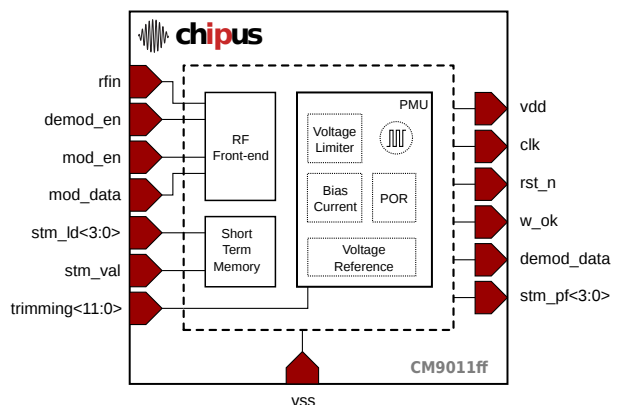 chipus
rfin
demod_en
mod_en
mod_data
stm_ld<3:0>
stm_val
trimming<11:0>
RF
Front-end
Short
Term
Memory
PMU
Voltage
Limiter
Bias
Current
POR
Voltage
Reference
vdd
clk
rst_n
w_ok
demod_data
stm_pf<3:0>
CM9011ff
vss